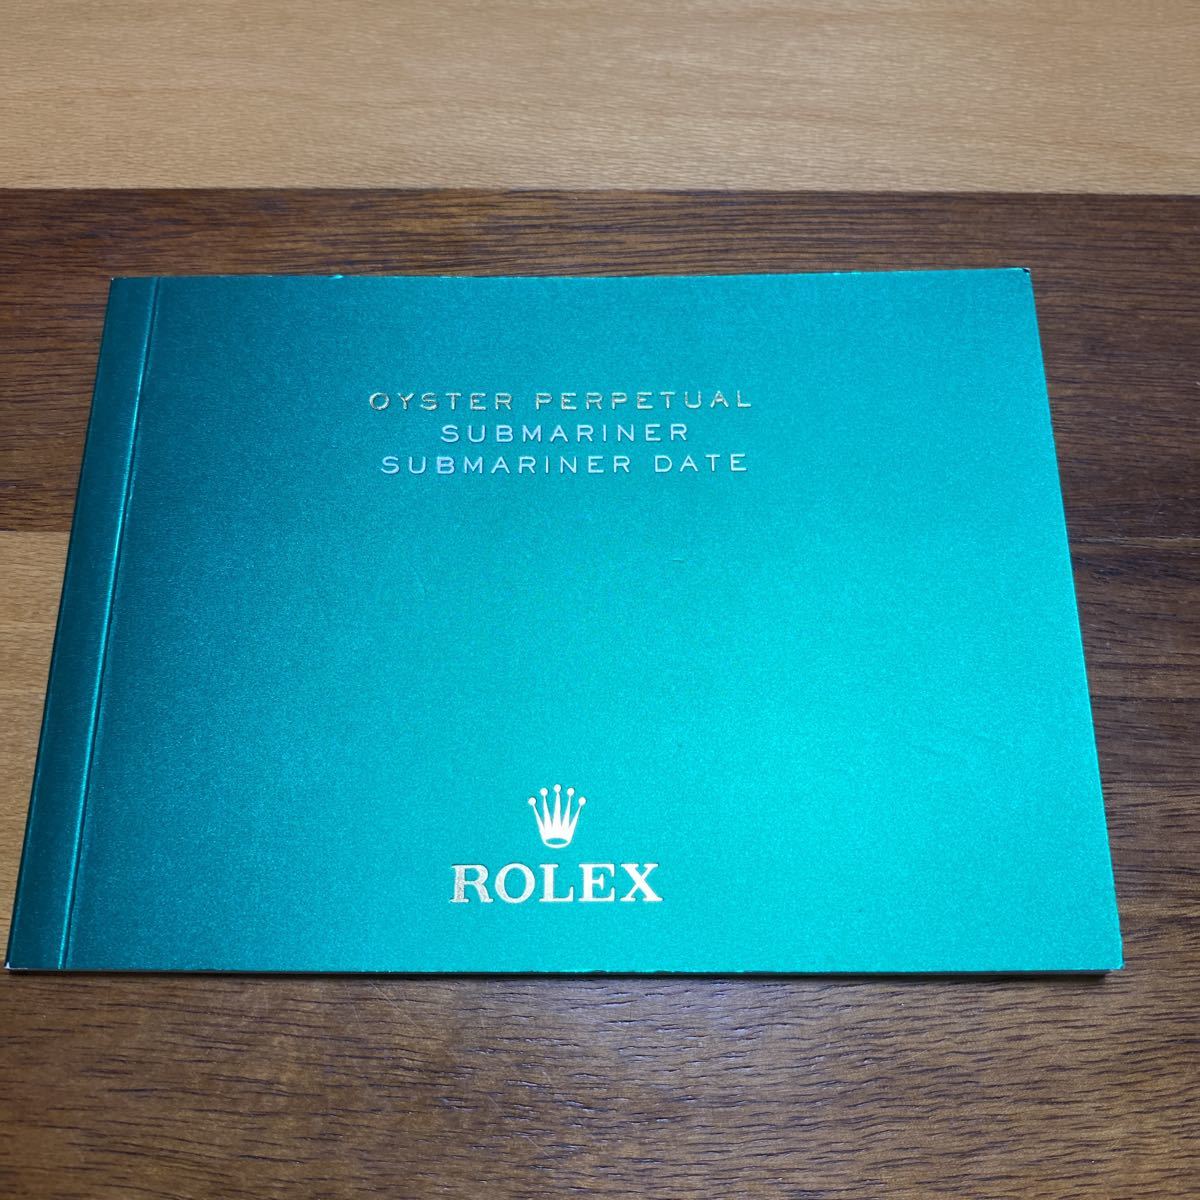 OYSTER PERPETUAL
SUBMARINER
SUBMARINER DATE
ROLEX